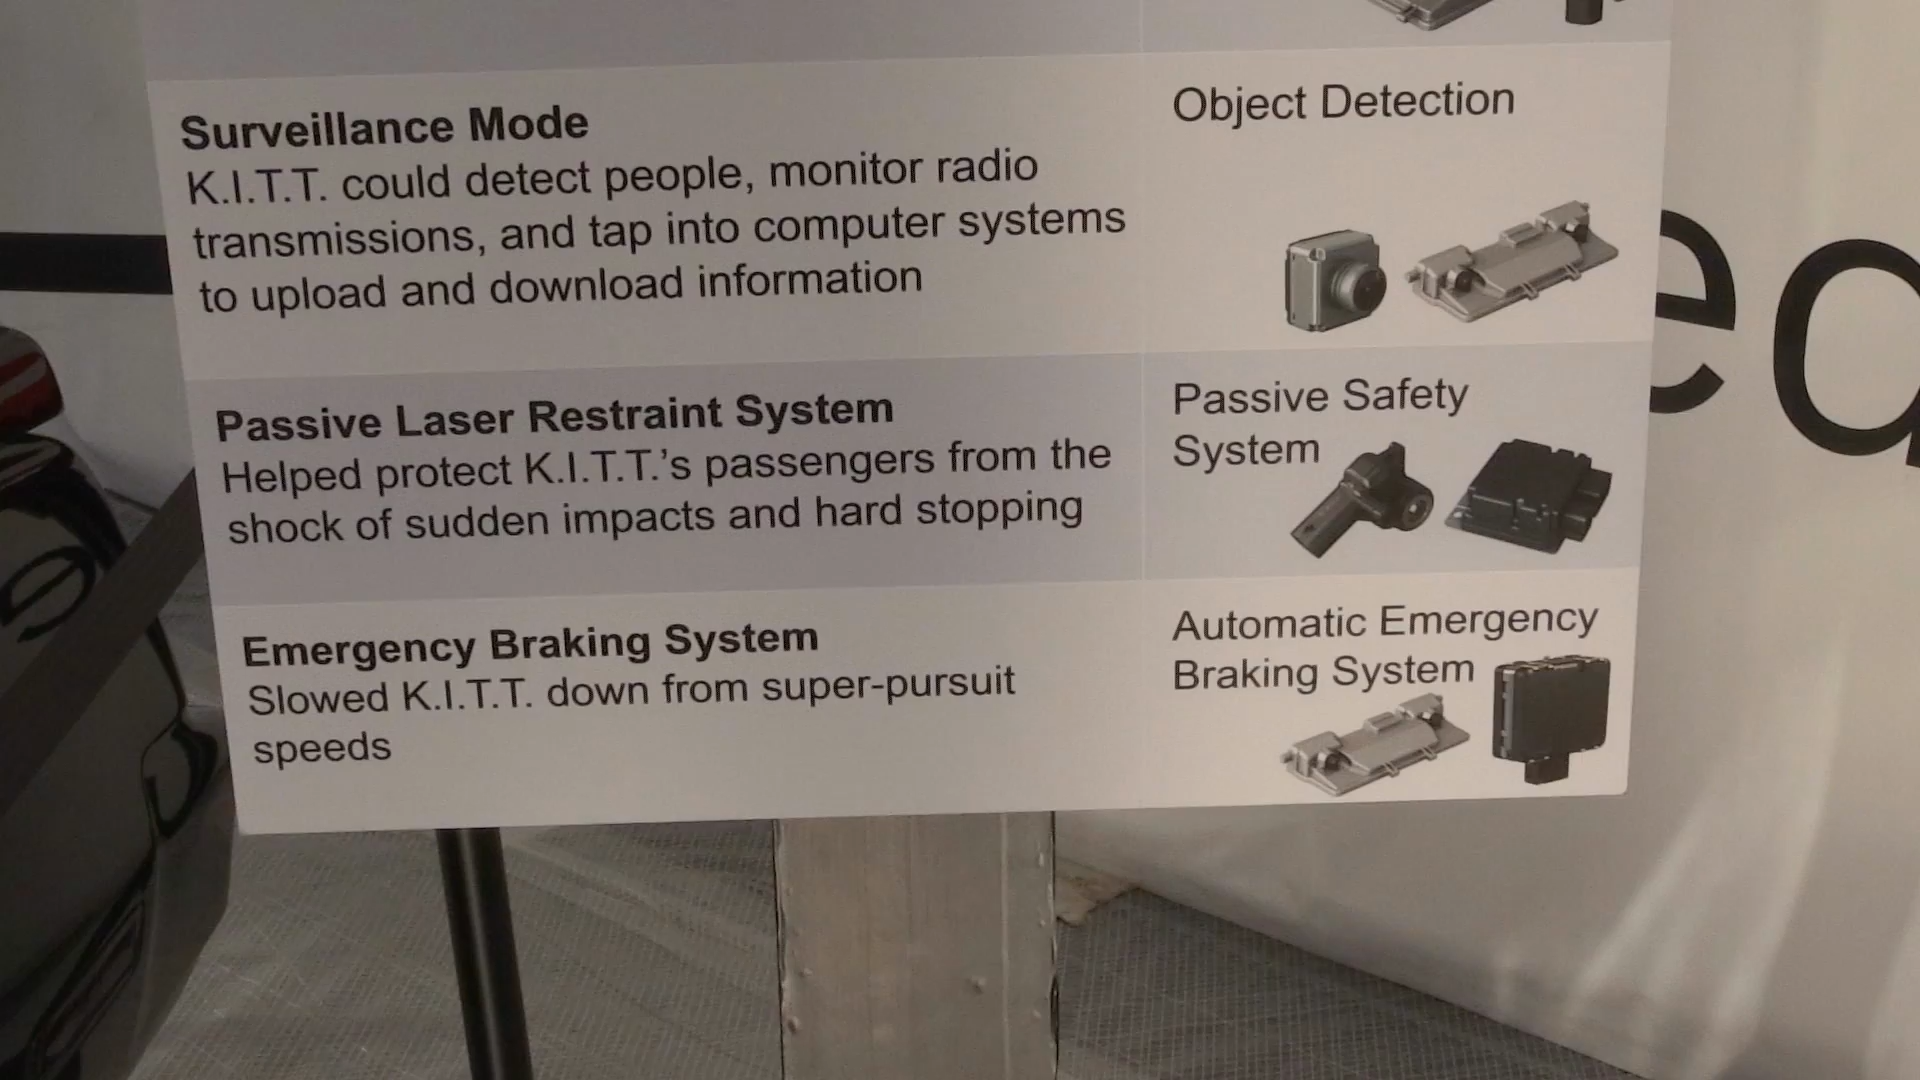 Surveillance Mode
K.I.T.T. could detect people, monitor radio
transmissions, and tap into computer systems
to upload and download information
Object Detection
Passive Laser Restraint System
Helped protect K.I.T.T.'s passengers from the
shock of sudden impacts and hard stopping
Passive Safety
System
Emergency Braking System
Slowed K.I.T.T. down from super-pursuit
speeds
Automatic Emergency
Braking System